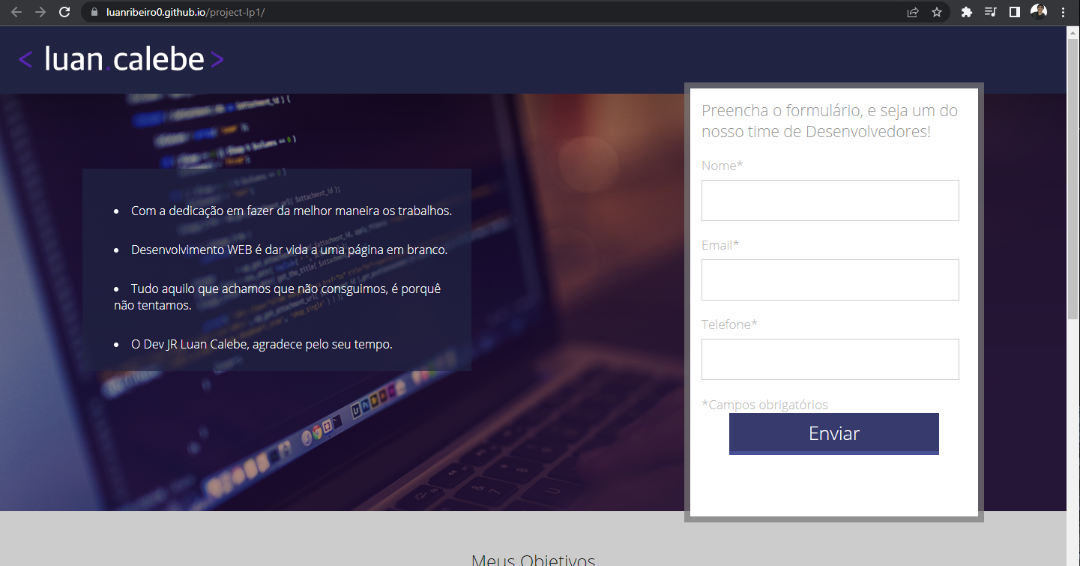 luanribeiro0.github.io/project-lp1/
< luan.calebe >
Preencha o formulário, e seja um do
nosso time de Desenvolvedores!
Nome*
Email*
Telefone*
*Campos obrigatórios
Enviar
• Com a dedicação em fazer da melhor maneira os trabalhos.
• Desenvolvimento WEB é dar vida a uma página em branco.
• Tudo aquilo que achamos que não consguimos, é porquê
não tentamos.
• O Dev JR Luan Calebe, agradece pelo seu tempo.
Meus Objetivos